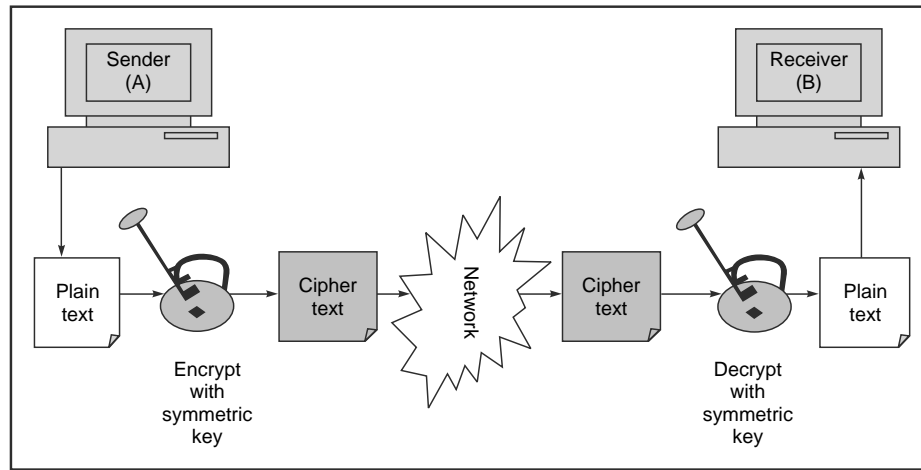 Sender
(A)
Receiver
(B)
Plain
text
Cipher
text
Network
Cipher
text
Plain
text
Encrypt
with
symmetric
key
Decrypt
with
symmetric
key